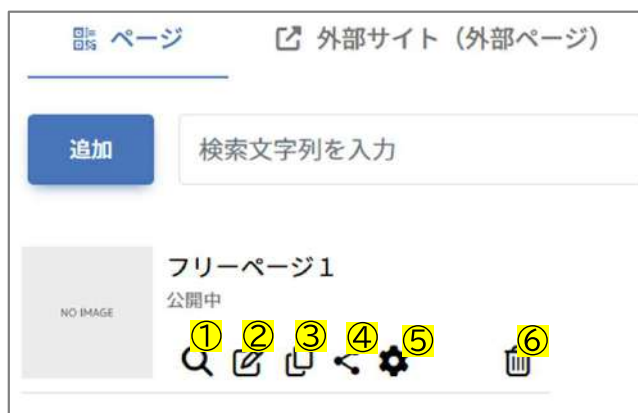 ページ
外部サイト（外部ページ）
追加
検索文字列を入力
NO IMAGE
フリーページ１
公開中
①②③④⑤⑥